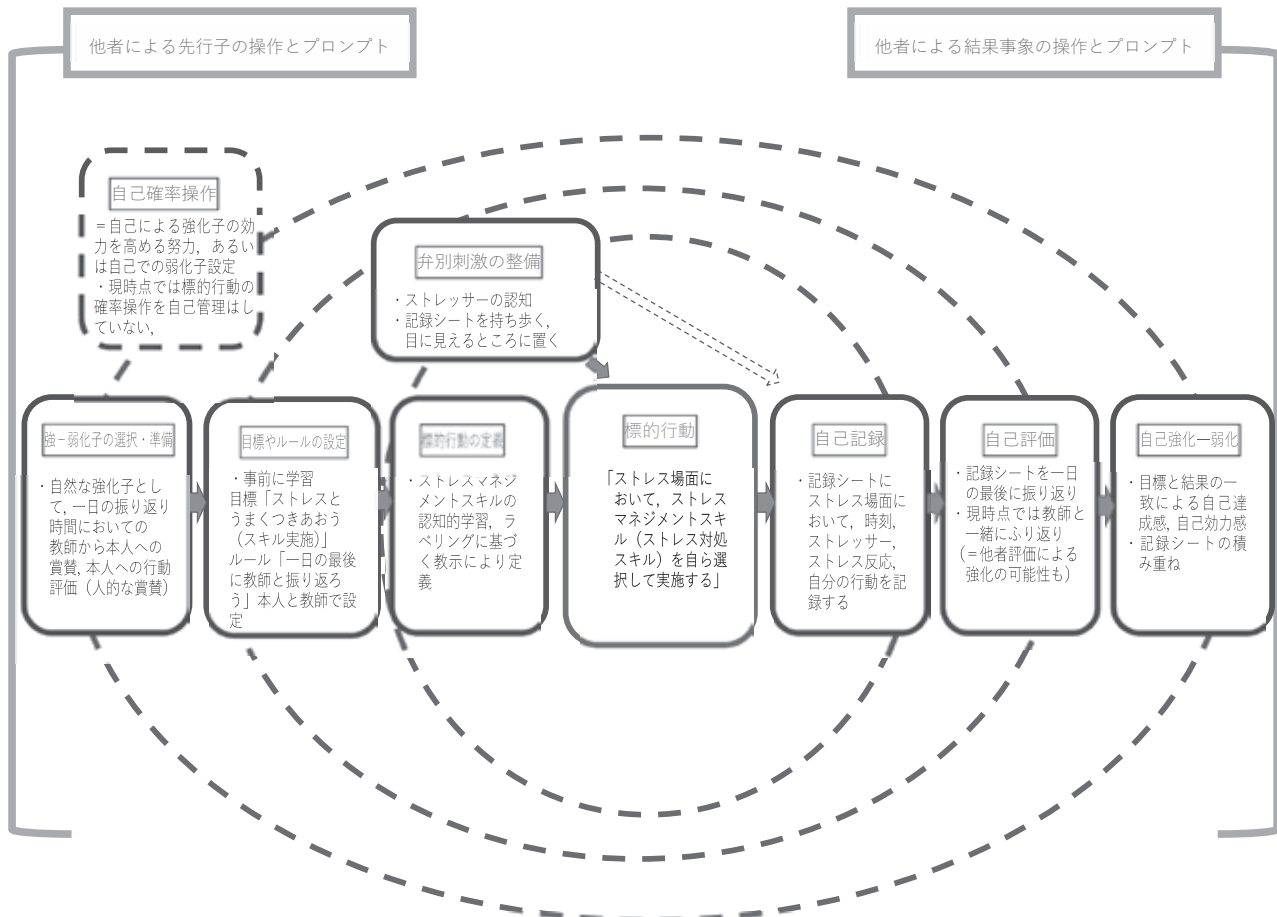 他者による先行子の操作とプロンプト
他者による結果事象の操作とプロンプト
自己確率操作
＝自己による強化子の効
力を高める努力，あるい
は自己での弱化子設定
・現時点では標的行動の
確率操作を自己管理はし
ていない，
弁別刺激の整備
・ストレッサーの認知
・記録シートを持ち歩く，
目に見えるところに置く
強－弱化子の選択・準備
・自然な強化子とし
て，一日の振り返り
時間においての
教師から本人への
賞賛，本人への行動
評価（人的な賞賛）
目標やルールの設定
・事前に学習
目標「ストレスと
うまくつきあおう
（スキル実施）」
ルール「一日の最後
に教師と振り返ろ
う」本人と教師で設
定
標的行動の定義
・ストレスマネジ
メントスキルの
認知的学習，ラ
ベリングに基づ
く教示により定
義
標的行動
「ストレス場面に
おいて，ストレス
マネジメントスキ
ル（ストレス対処
スキル）を自ら選
択して実施する」
自己記録
・記録シートに
ストレス場面に
おいて，時刻，
ストレッサー，
ストレス反応，
自分の行動を記
録する
自己評価
・記録シートを一日
の最後に振り返り
・現時点では教師と
一緒にふり返り
（＝他者評価による
強化の可能性も）
自己強化―弱化
・目標と結果の一
致による自己達
成感，自己効力感
・記録シートの積
み重ね